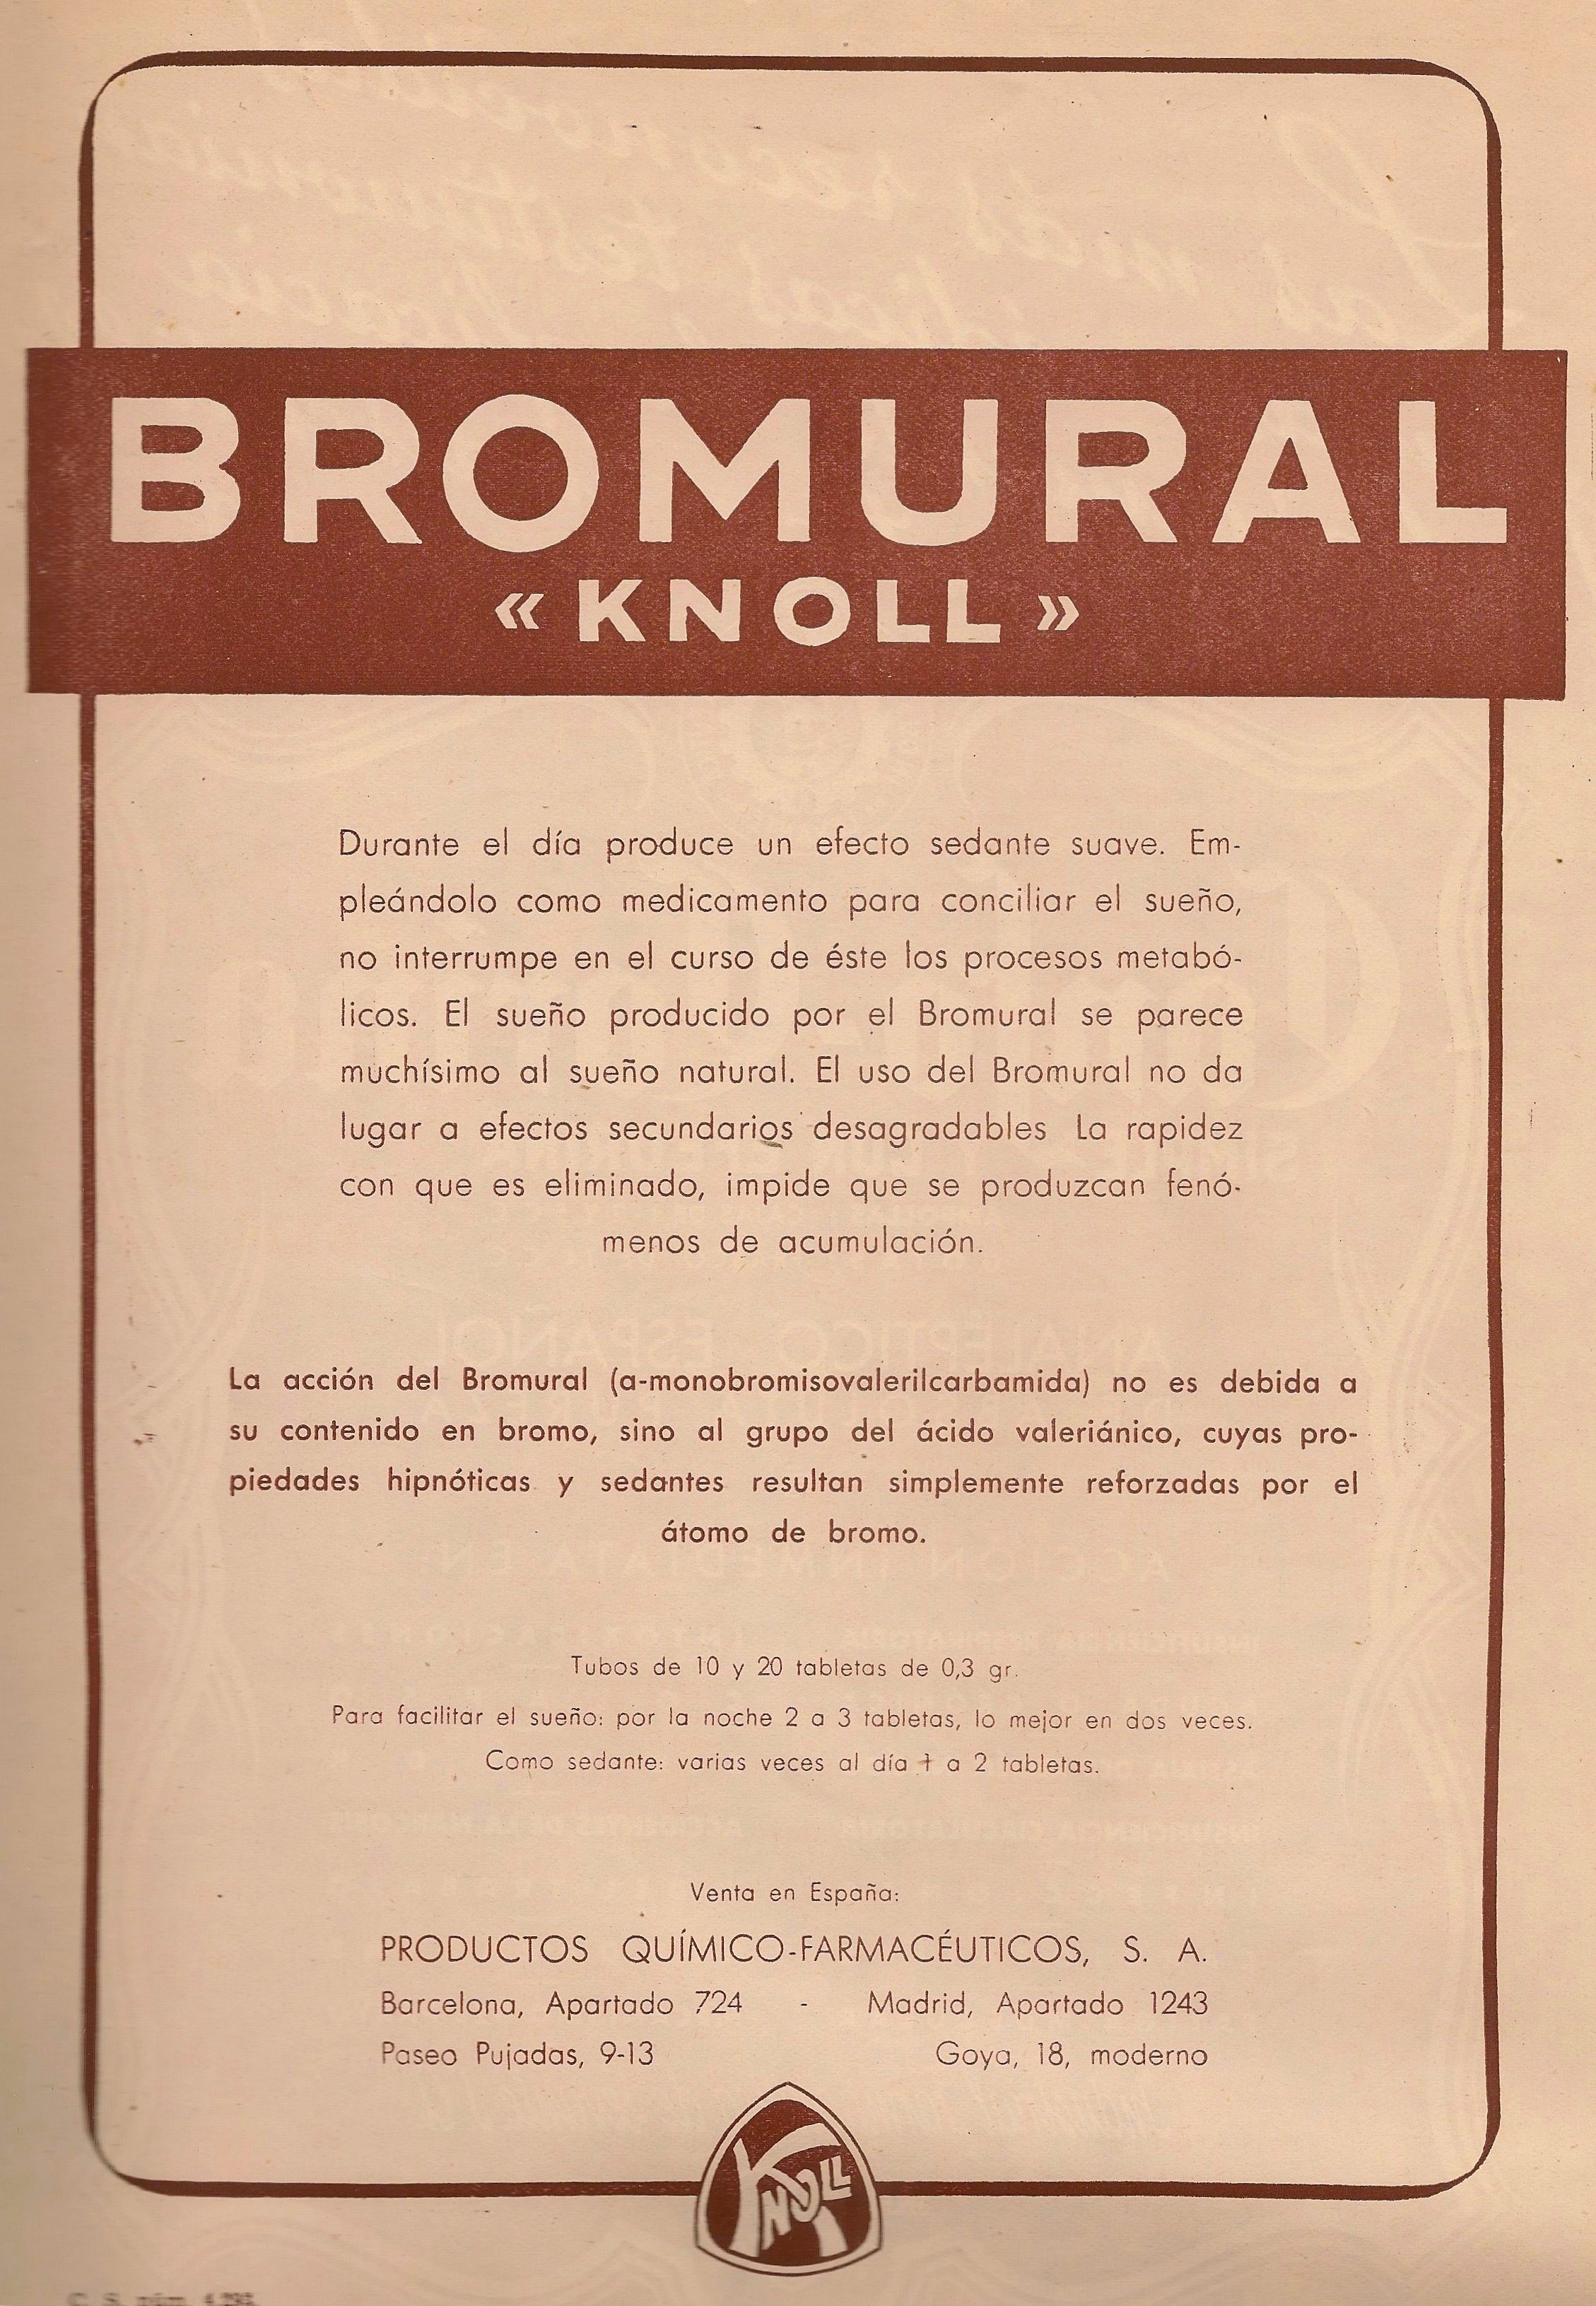 BROMURAL
« KNOLL »
Durante el día produce un efecto sedante suave. Em-
pleándolo como medicamento para conciliar el sueño,
no interrumpe en el curso de éste los procesos metabó-
licos. El sueño producido por el Bromural se parece
muchísimo al sueño natural. El uso del Bromural no da
lugar a efectos secundarios desagradables La rapidez
con que es eliminado, impide que se produzcan fenó-
menos de acumulación.
La acción del Bromural (a-monobromisovalerilcarbamida) no es debida a
su contenido en bromo, sino al grupo del ácido valeriánico, cuyas pro-
piedades hipnóticas y sedantes resultan simplemente reforzadas por el
átomo de bromo.
Tubos de 10 y 20 tabletas de 0,3 gr.
Para facilitar el sueño: por la noche 2 a 3 tabletas, lo mejor en dos veces.
Como sedante: varias veces al día 1 a 2 tabletas.
Venta en España:
PRODUCTOS QUÍMICO-FARMACÉUTICOS, S. A.
Barcelona, Apartado 724 - Madrid, Apartado 1243
Paseo Pujadas, 9-13 Goya, 18, moderno
KNOLL
C. S. núm.